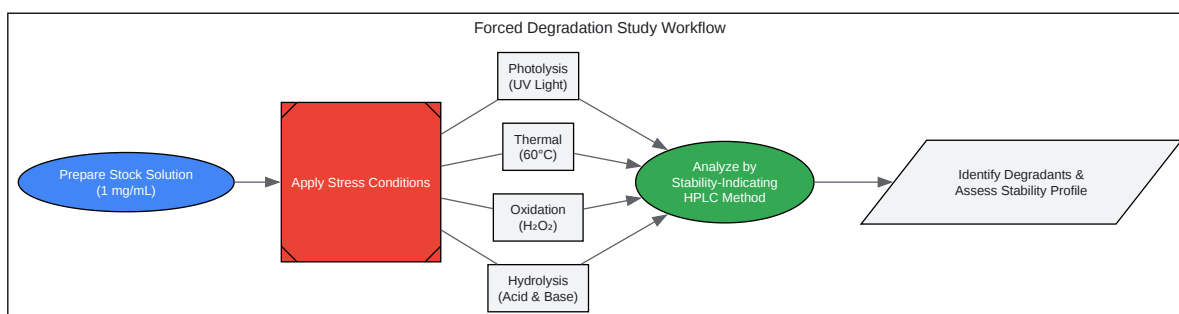 Forced Degradation Study Workflow
Prepare Stock Solution
(1 mg/mL)
Apply Stress Conditions
Photolysis
(UV Light)
Thermal
(60°C)
Oxidation
(H₂O₂)
Hydrolysis
(Acid & Base)
Analyze by
Stability-Indicating
HPLC Method
Identify Degradants &
Assess Stability Profile